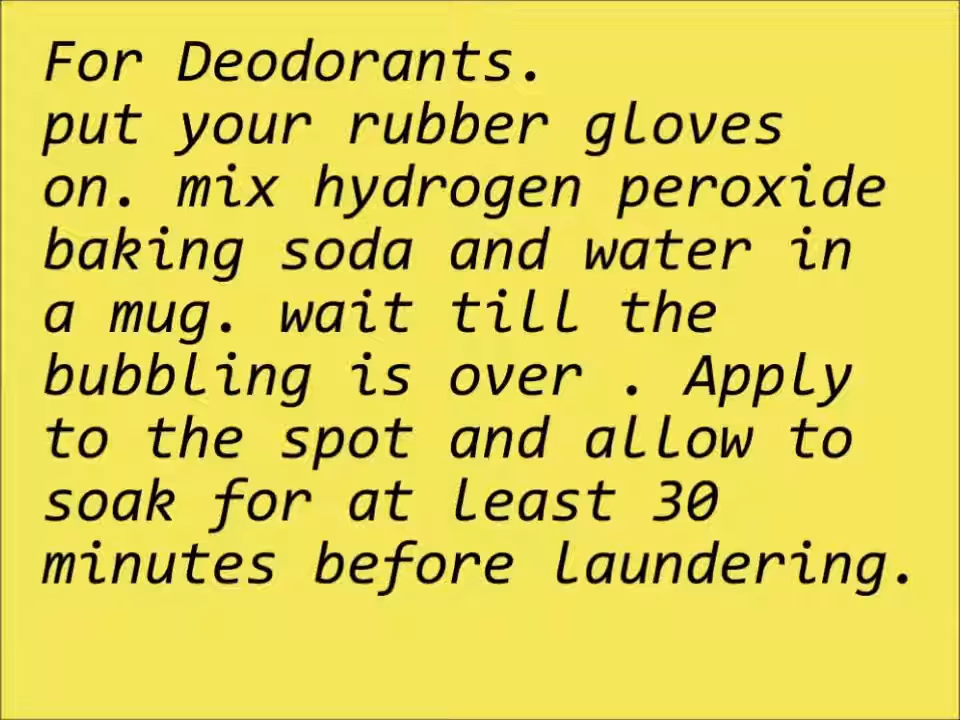 For Deodorants.
put your rubber gloves
on. mix hydrogen peroxide
baking soda and water in
a mug. wait till the
bubbling is over . Apply
to the spot and allow to
soak for at least 30
minutes before laundering.